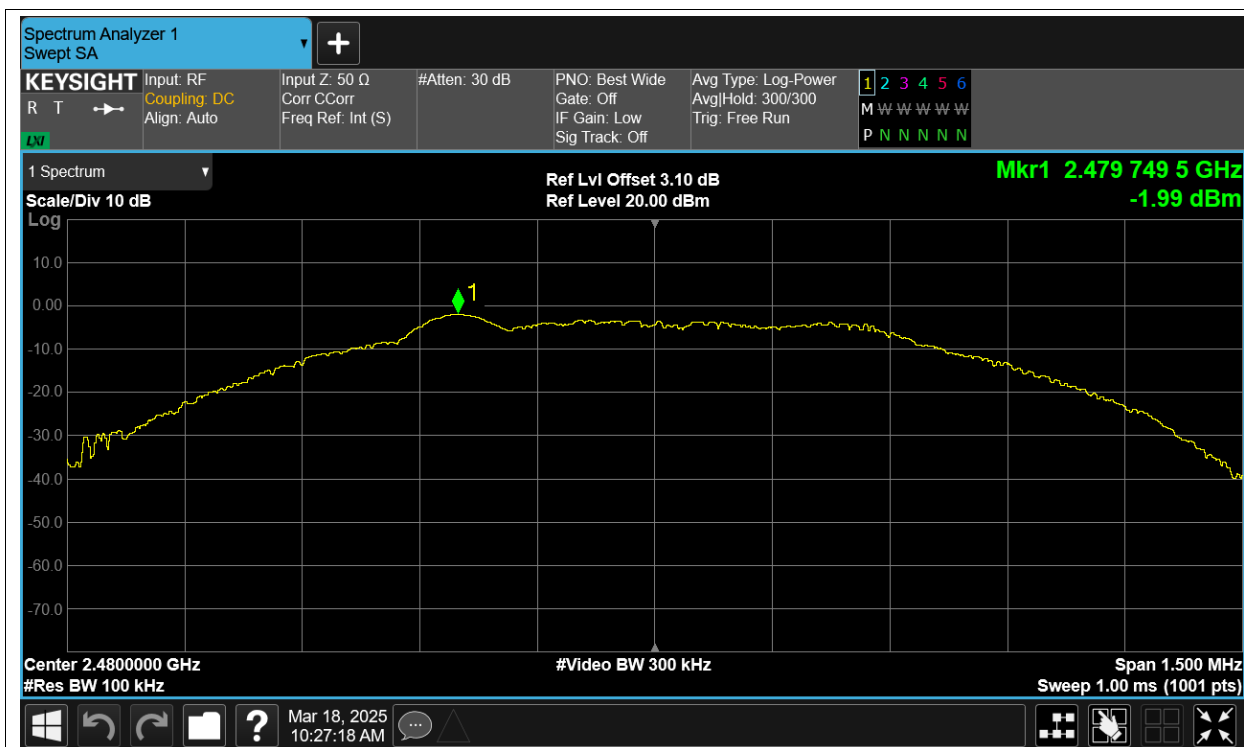 Spectrum Analyzer 1
Swept SA
KEYSIGHT
R T
LXI
Input: RF
Coupling: DC
Align: Auto
Input Z: 50 Ω
Corr CCorr
Freq Ref: Int (S)
#Atten: 30 dB
PNO: Best Wide
Gate: Off
IF Gain: Low
Sig Track: Off
Avg Type: Log-Power
Avg|Hold: 300/300
Trig: Free Run
1 2 3 4 5 6
M W W W W W W
P N N N N N
1 Spectrum
Scale/Div 10 dB
Ref Lvl Offset 3.10 dB
Ref Level 20.00 dBm
Mkr1 2.479 749 5 GHz
-1.99 dBm
Log
10.0
0.00
-10.0
-20.0
-30.0
-40.0
-50.0
-60.0
-70.0
1
Center 2.4800000 GHz
#Res BW 100 kHz
#Video BW 300 kHz
Span 1.500 MHz
Sweep 1.00 ms (1001 pts)
?
Mar 18, 2025
10:27:18 AM